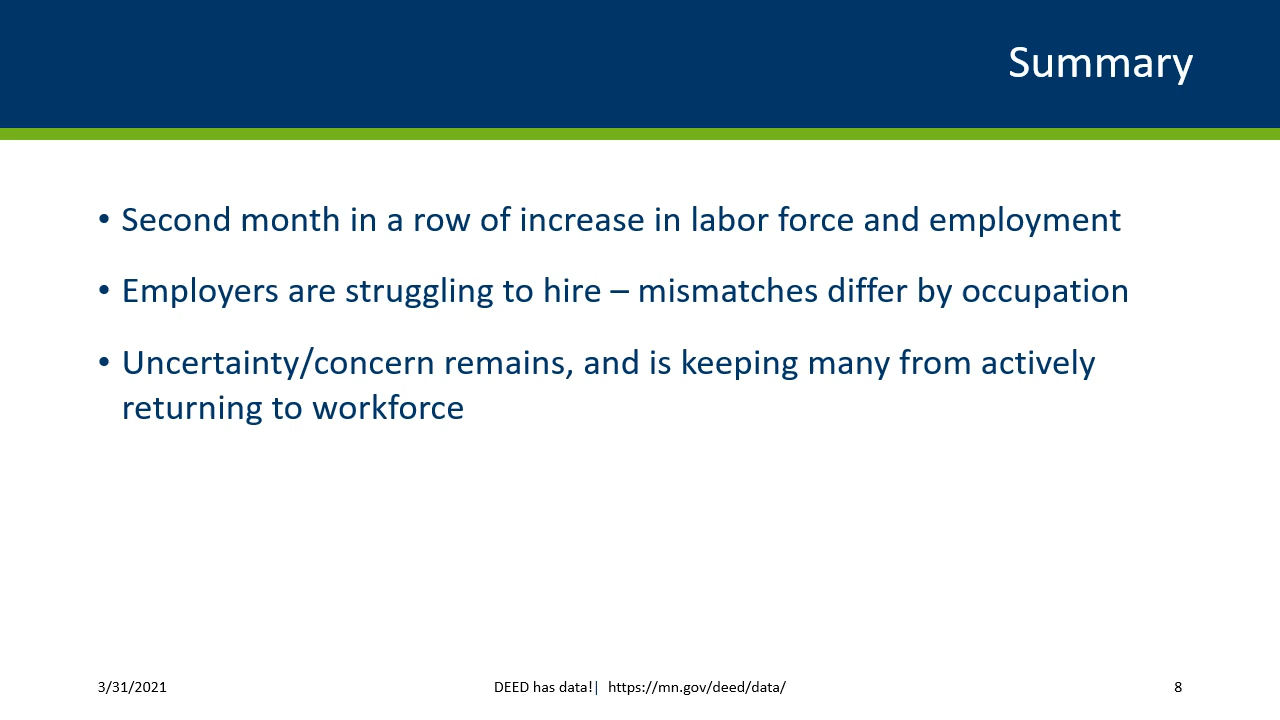 Summary
• Second month in a row of increase in labor force and employment
• Employers are struggling to hire – mismatches differ by occupation
• Uncertainty/concern remains, and is keeping many from actively
returning to workforce
3/31/2021
DEED has data!| https://mn.gov/deed/data/
8